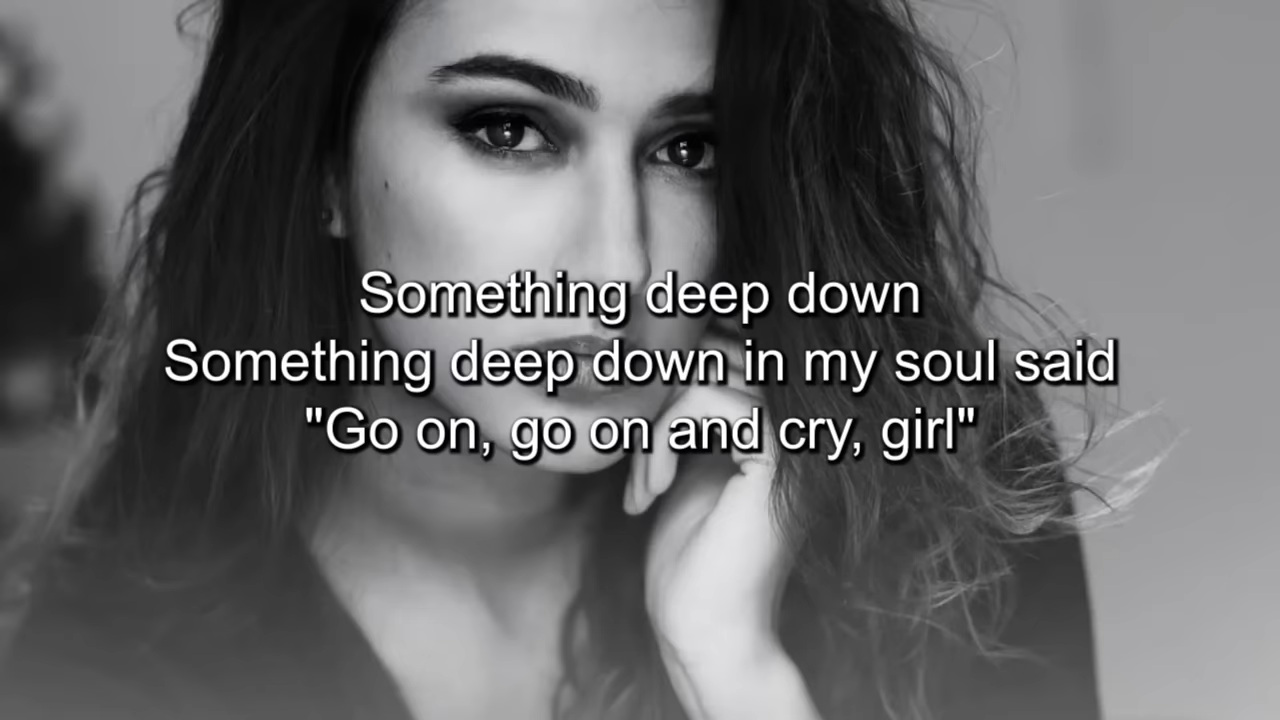 Something deep down
Something deep down in my soul said
"Go on, go on and cry, girl"